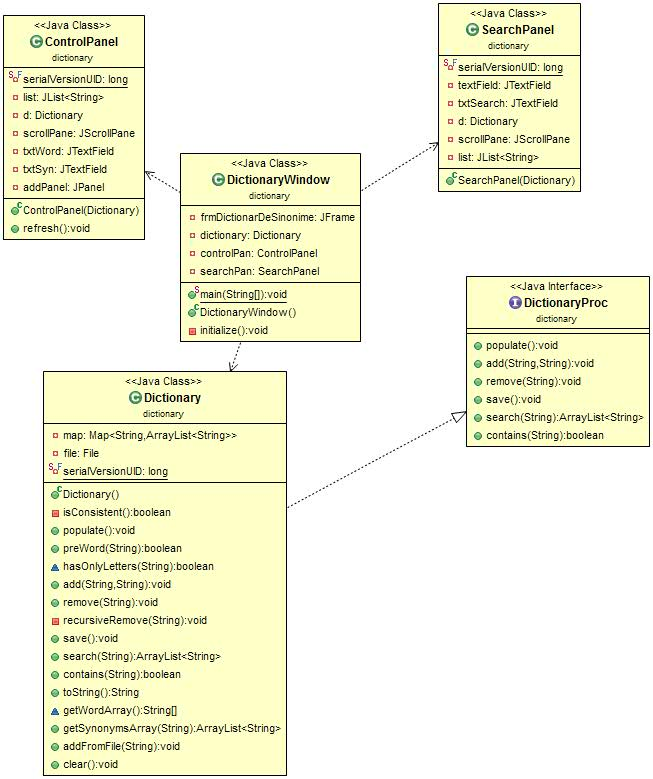 <<Java Class>>
ControlPanel
dictionary
serialVersionUID: long
list: JList<String>
d: Dictionary
scrollPane: JScrollPane
txtWord: JTextField
txtSyn: JTextField
addPanel: JPanel
ControlPanel(Dictionary)
refresh():void
<<Java Class>>
SearchPanel
dictionary
serialVersionUID: long
textField: JTextField
txtSearch: JTextField
d: Dictionary
scrollPane: JScrollPane
list: JList<String>
SearchPanel(Dictionary)
<<Java Class>>
DictionaryWindow
dictionary
frmDictionarDeSinonime: JFrame
dictionary: Dictionary
controlPan: ControlPanel
searchPan: SearchPanel
main(String[]):void
DictionaryWindow()
initialize():void
<<Java Interface>>
DictionaryProc
dictionary
populate():void
add(String,String):void
remove(String):void
save():void
search(String):ArrayList<String>
contains(String):boolean
<<Java Class>>
Dictionary
dictionary
map: Map<String,ArrayList<String>>
file: File
serialVersionUID: long
Dictionary()
isConsistent():boolean
populate():void
preWord(String):boolean
hasOnlyLetters(String):boolean
add(String,String):void
remove(String):void
recursiveRemove(String):void
save():void
search(String):ArrayList<String>
contains(String):boolean
toString():String
getWordArray():String[]
getSynonymsArray(String):ArrayList<String>
addFromFile(String):void
clear():void